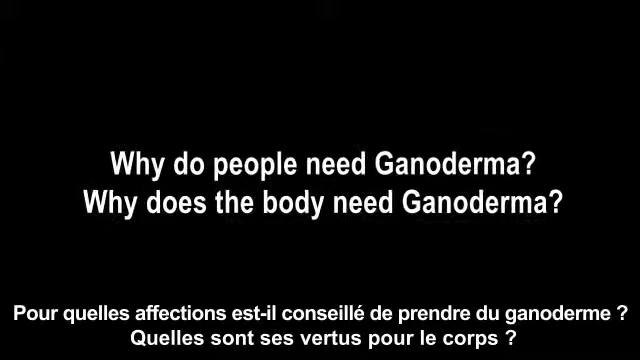 Why do people need Ganoderma?
Why does the body need Ganoderma?
Pour quelles affections est-il conseillé de prendre du ganoderme ?
Quelles sont ses vertus pour le corps ?